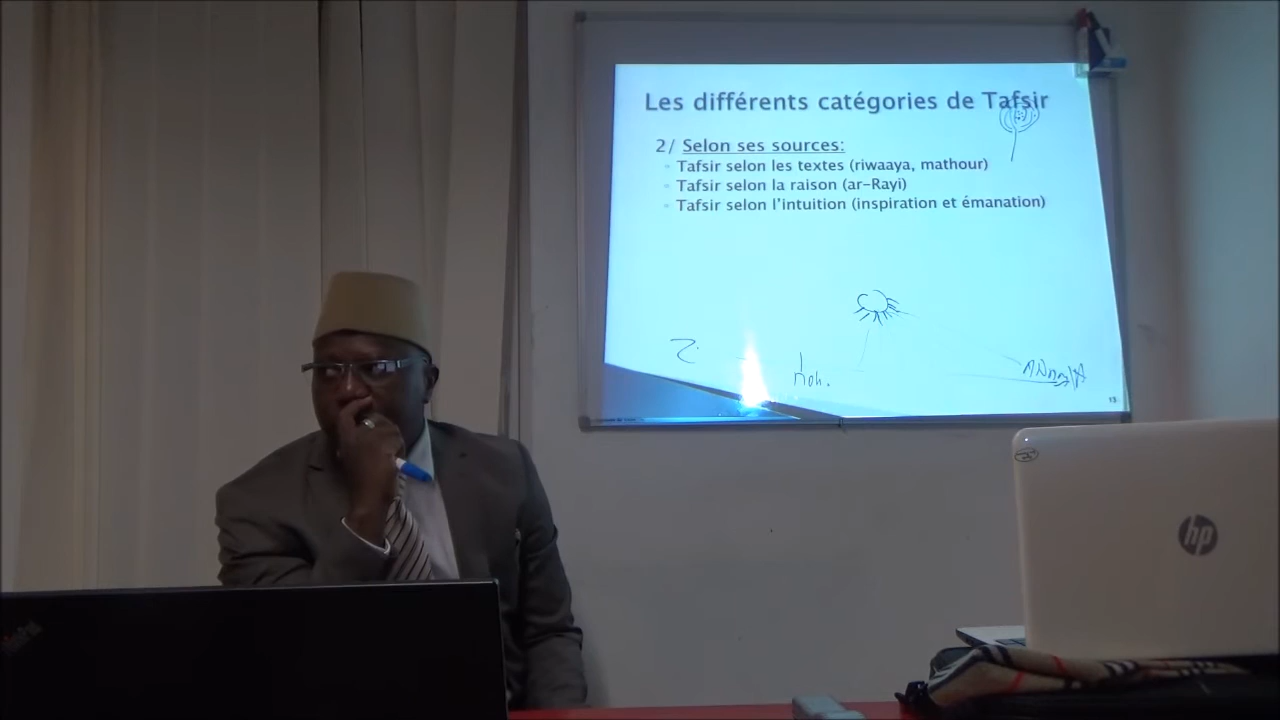 Les différents catégories de Tafsir
2/ Selon ses sources:
Tafsir selon les textes (riwaaya, mathour)
Tafsir selon la raison (ar-Rayi)
Tafsir selon l'intuition (inspiration et émanation)
13
hp